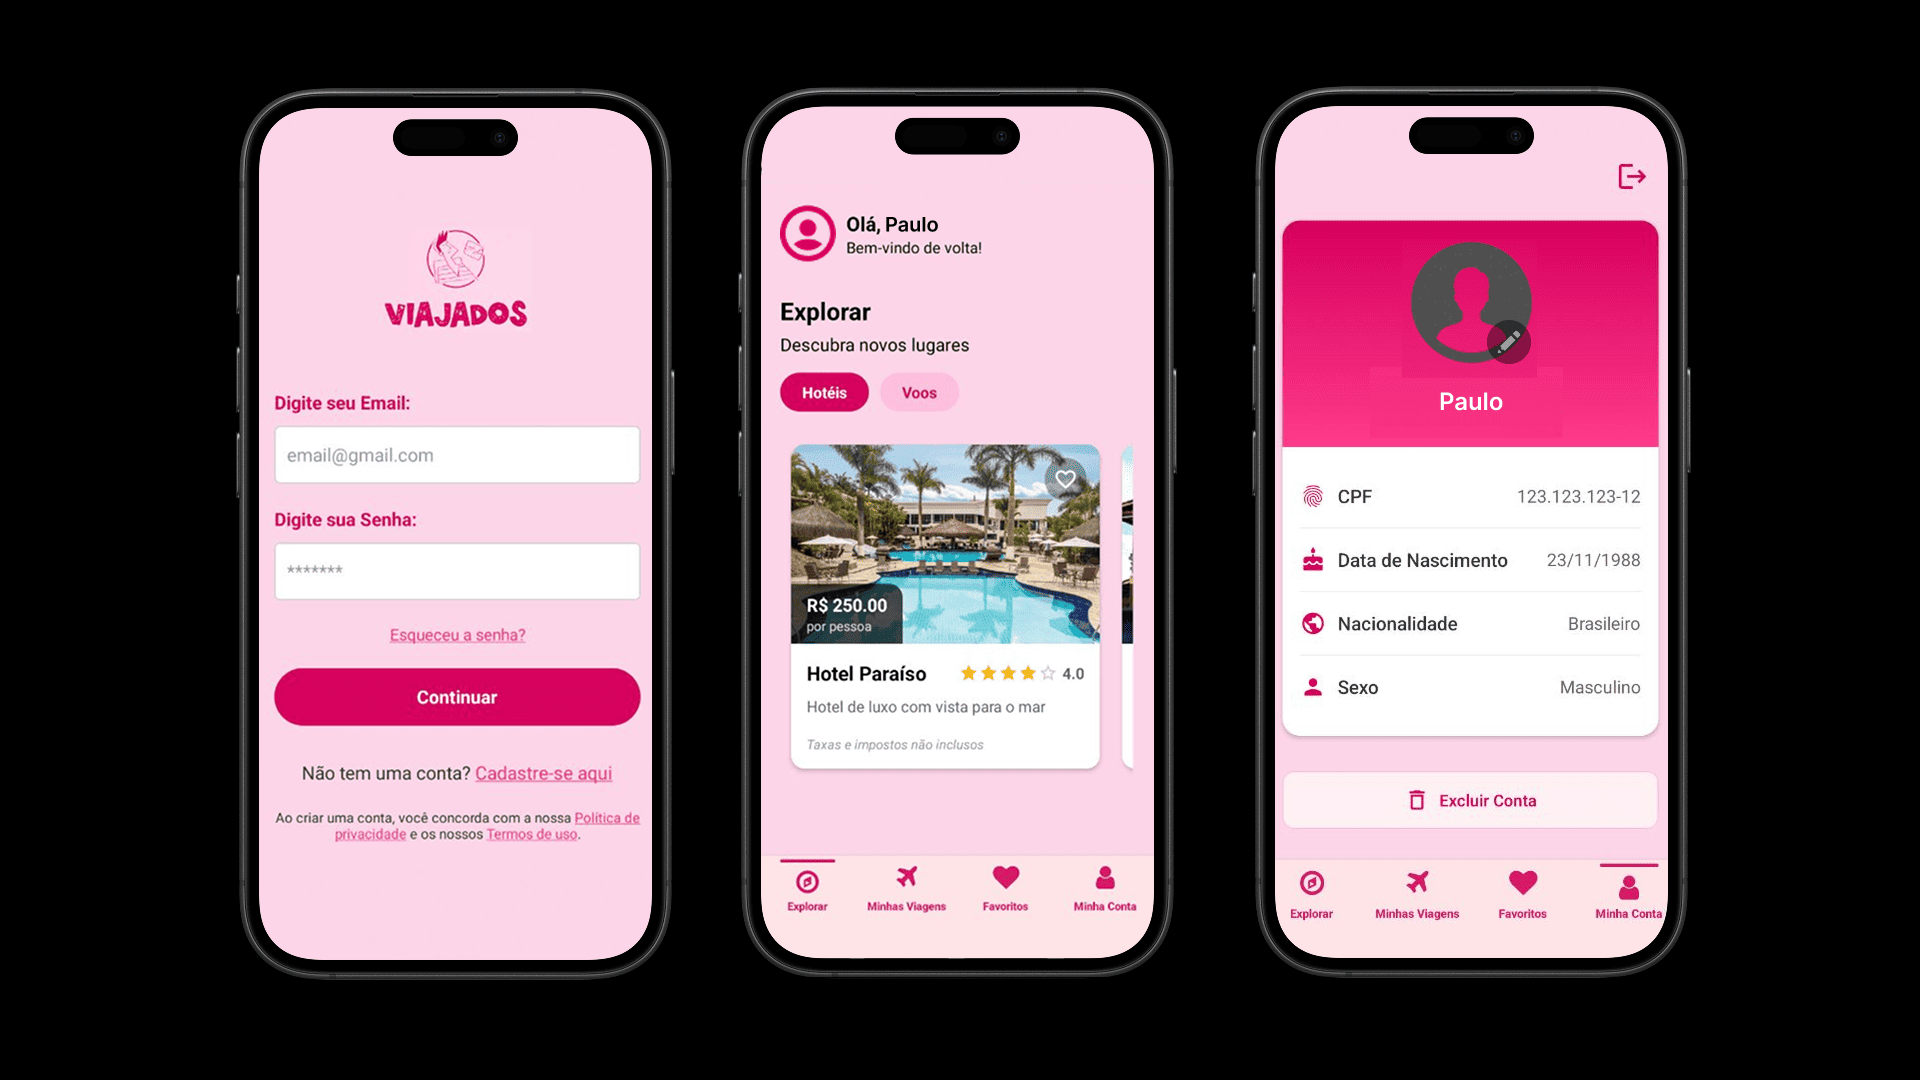 VIAJADOS
Digite seu Email:
email@gmail.com
Digite sua Senha:
*******
Esqueceu a senha?
Continuar
Não tem uma conta? Cadastre-se aqui
Ao criar uma conta, você concorda com a nossa Política de
privacidade e os nossos Termos de uso.
Olá, Paulo
Bem-vindo de volta!
Explorar
Descubra novos lugares
Hotéis
Voos
R$ 250.00
por pessoa
Hotel Paraíso
4.0
Hotel de luxo com vista para o mar
Taxas e impostos não inclusos
Explorar
Minhas Viagens
Favoritos
Minha Conta
Paulo
CPF
123.123.123-12
Data de Nascimento
23/11/1988
Nacionalidade
Brasileiro
Sexo
Masculino
Excluir Conta
Explorar
Minhas Viagens
Favoritos
Minha Conta